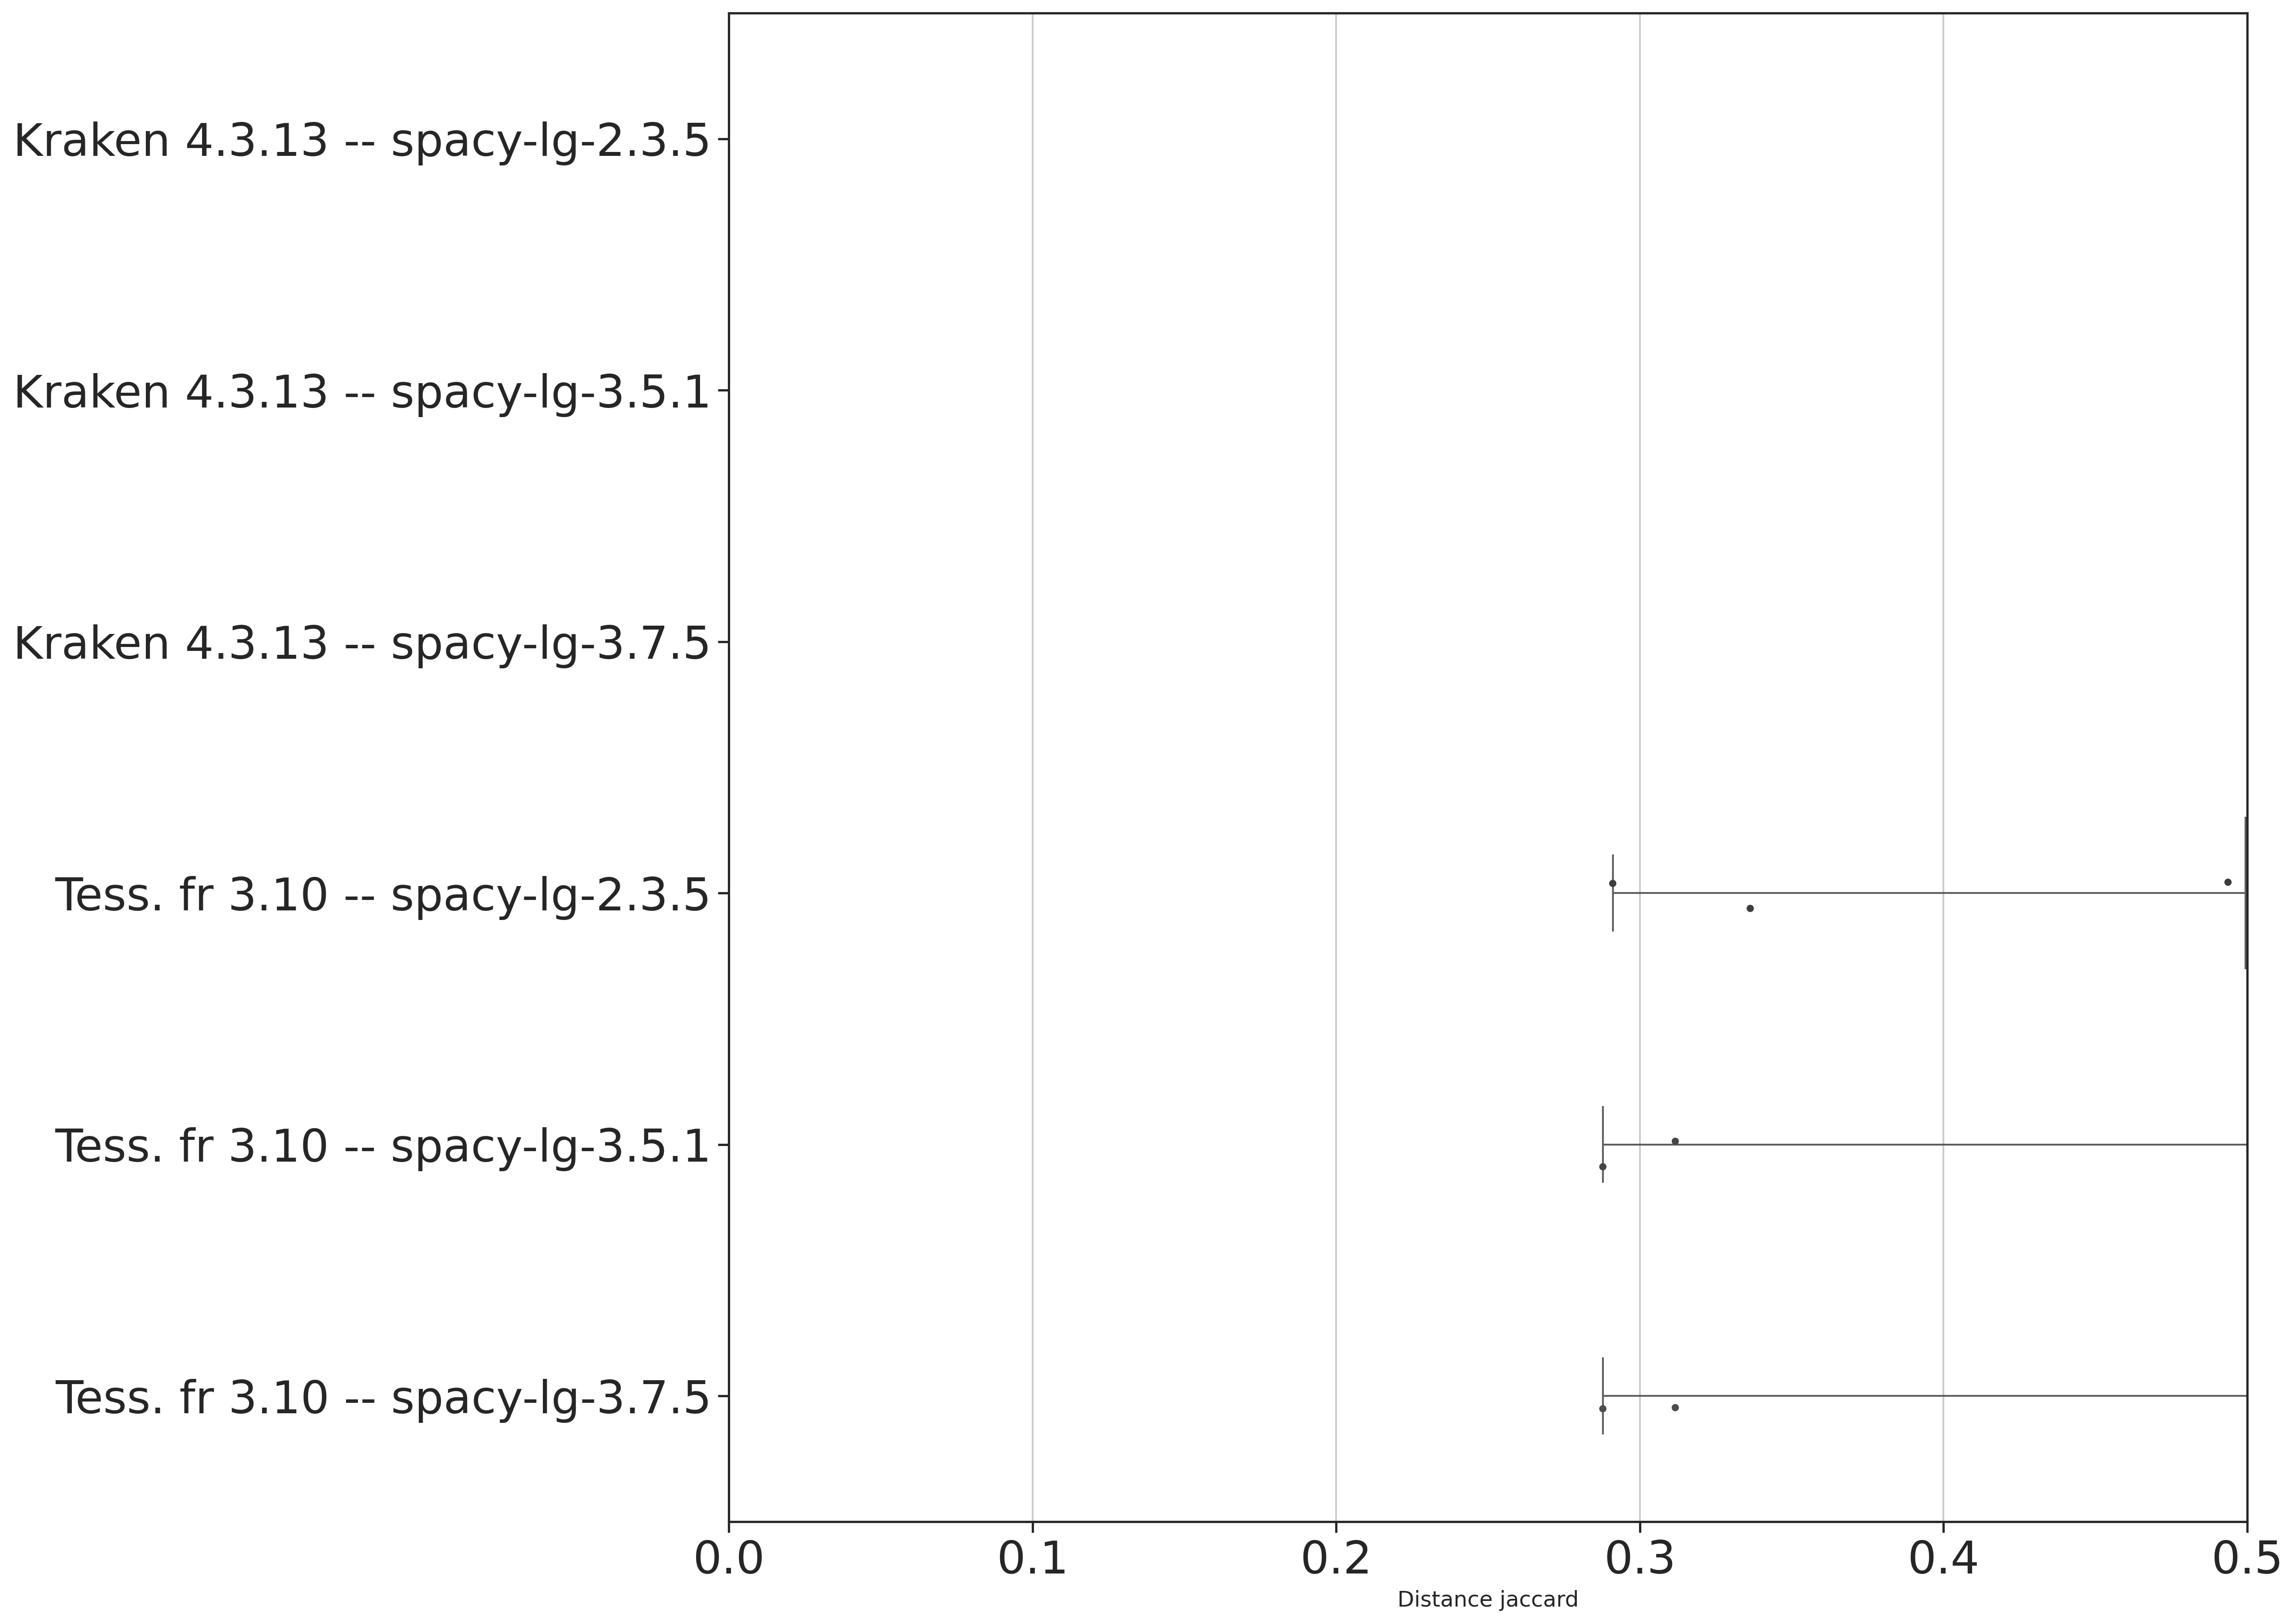 Kraken 4.3.13 -- spacy-lg-2.3.5
Kraken 4.3.13 -- spacy-lg-3.5.1
Kraken 4.3.13 -- spacy-lg-3.7.5
Tess. fr 3.10 -- spacy-lg-2.3.5
Tess. fr 3.10 -- spacy-lg-3.5.1
Tess. fr 3.10 -- spacy-lg-3.7.5
0.0 0.1 0.2 0.3 0.4 0.5
Distance jaccard